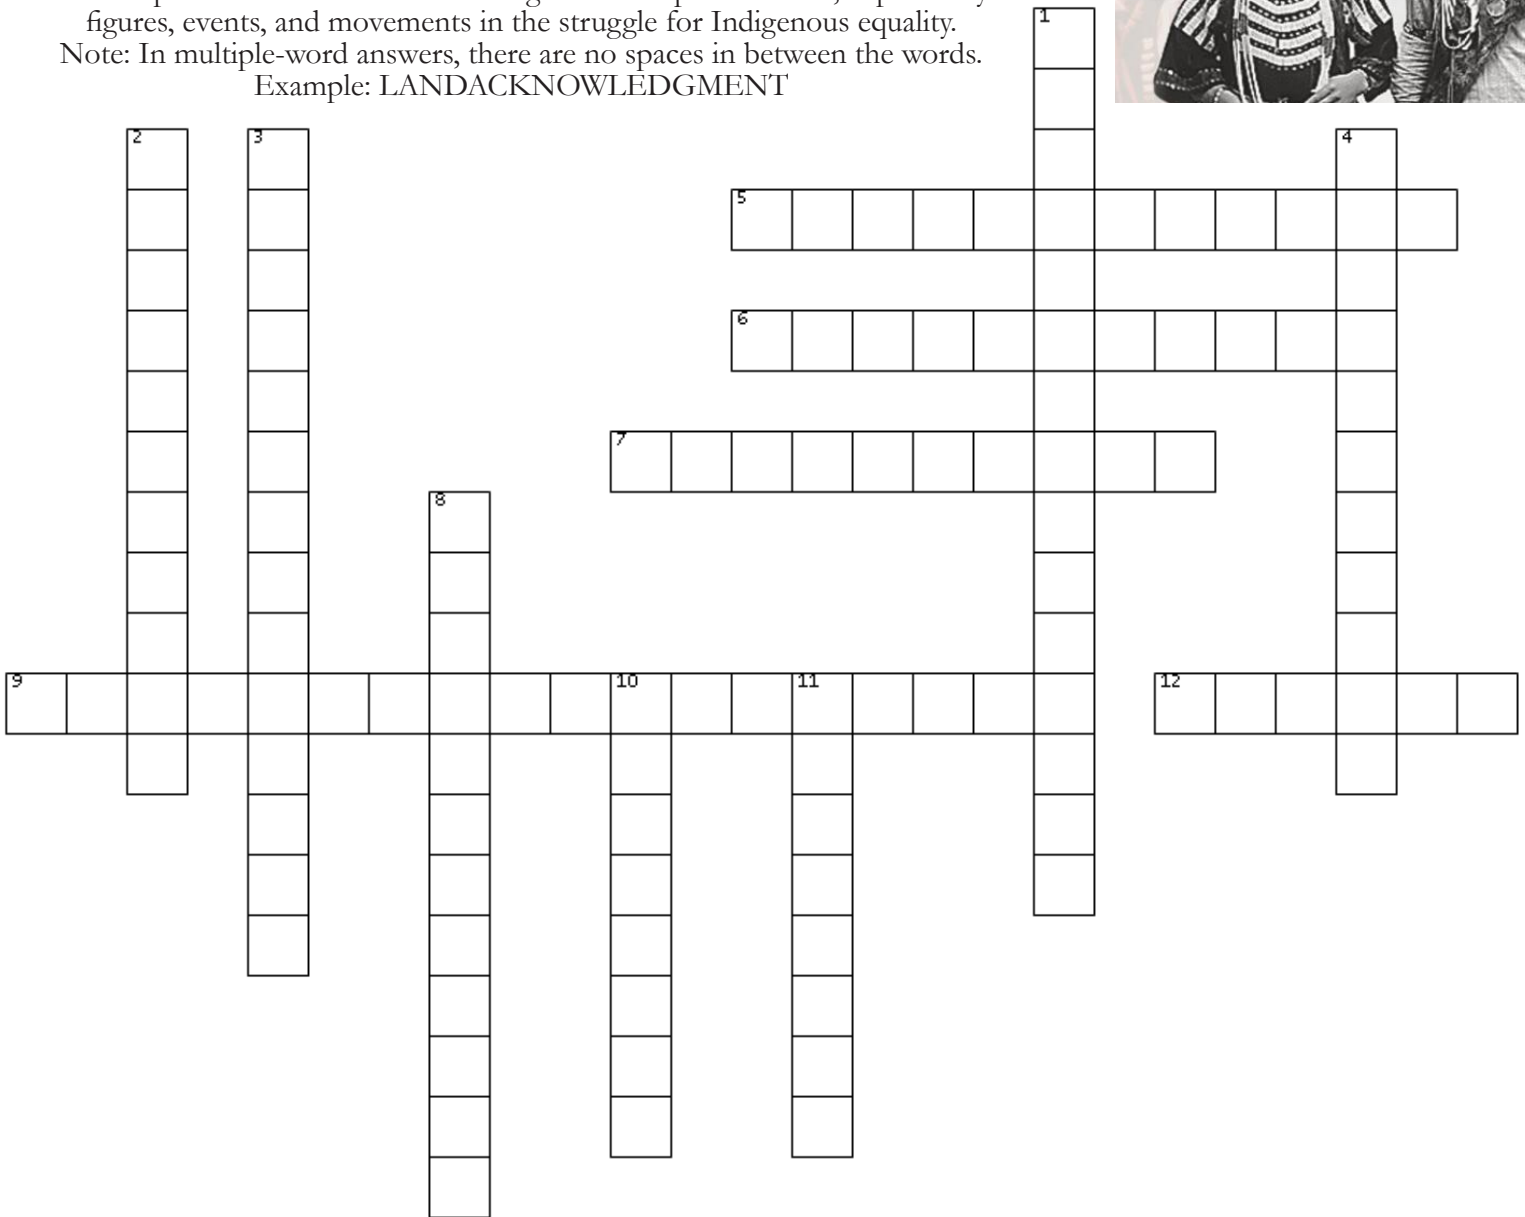 figures, events, and movements in the struggle for Indigenous equality.
Note: In multiple-word answers, there are no spaces in between the words.
Example: LANDACKNOWLEDGMENT
1
2 3 4
5
6
7
8
9 10 11 12